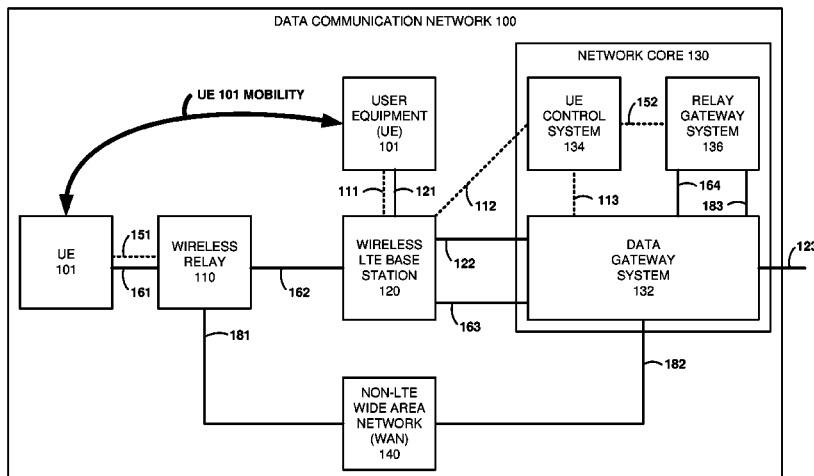 DATA COMMUNICATION NETWORK 100
NETWORK CORE 130
UE 101 MOBILITY
USER
EQUIPMENT
(UE)
101
UE
CONTROL
SYSTEM
134
152
RELAY
GATEWAY
SYSTEM
136
111
121
112
113
164
183
UE
101
151
161
WIRELESS
RELAY
110
162
WIRELESS
LTE BASE
STATION
120
122
163
DATA
GATEWAY
SYSTEM
132
123
181
182
NON-LTE
WIDE AREA
NETWORK
(WAN)
140